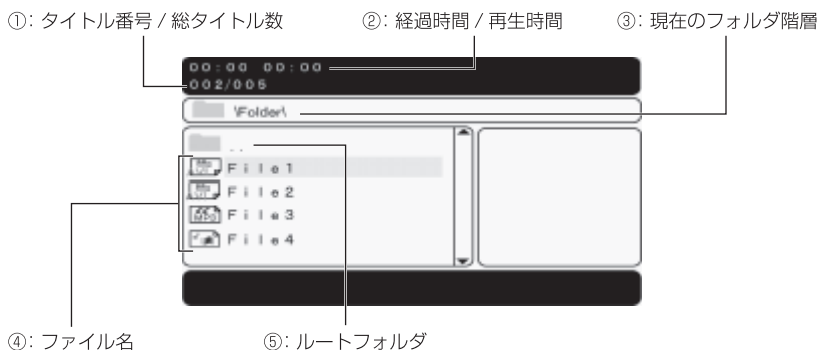 ①: タイトル番号 / 総タイトル数
②: 経過時間 / 再生時間
③: 現在のフォルダ階層
00:00 00:00
002/005
\Folder\
..
File1
File2
File3
File4
④: ファイル名
⑤: ルートフォルダ